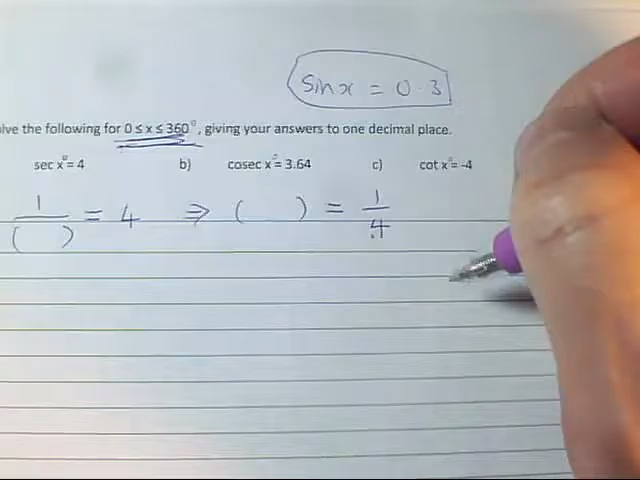 sin x = 0.3
lve the following for 0 ≤ x ≤ 360°, giving your answers to one decimal place.
sec x° = 4 b) cosec x° = 3.64 c) cot x° = -4
1/( ) = 4 ⇒ ( ) = 1/4